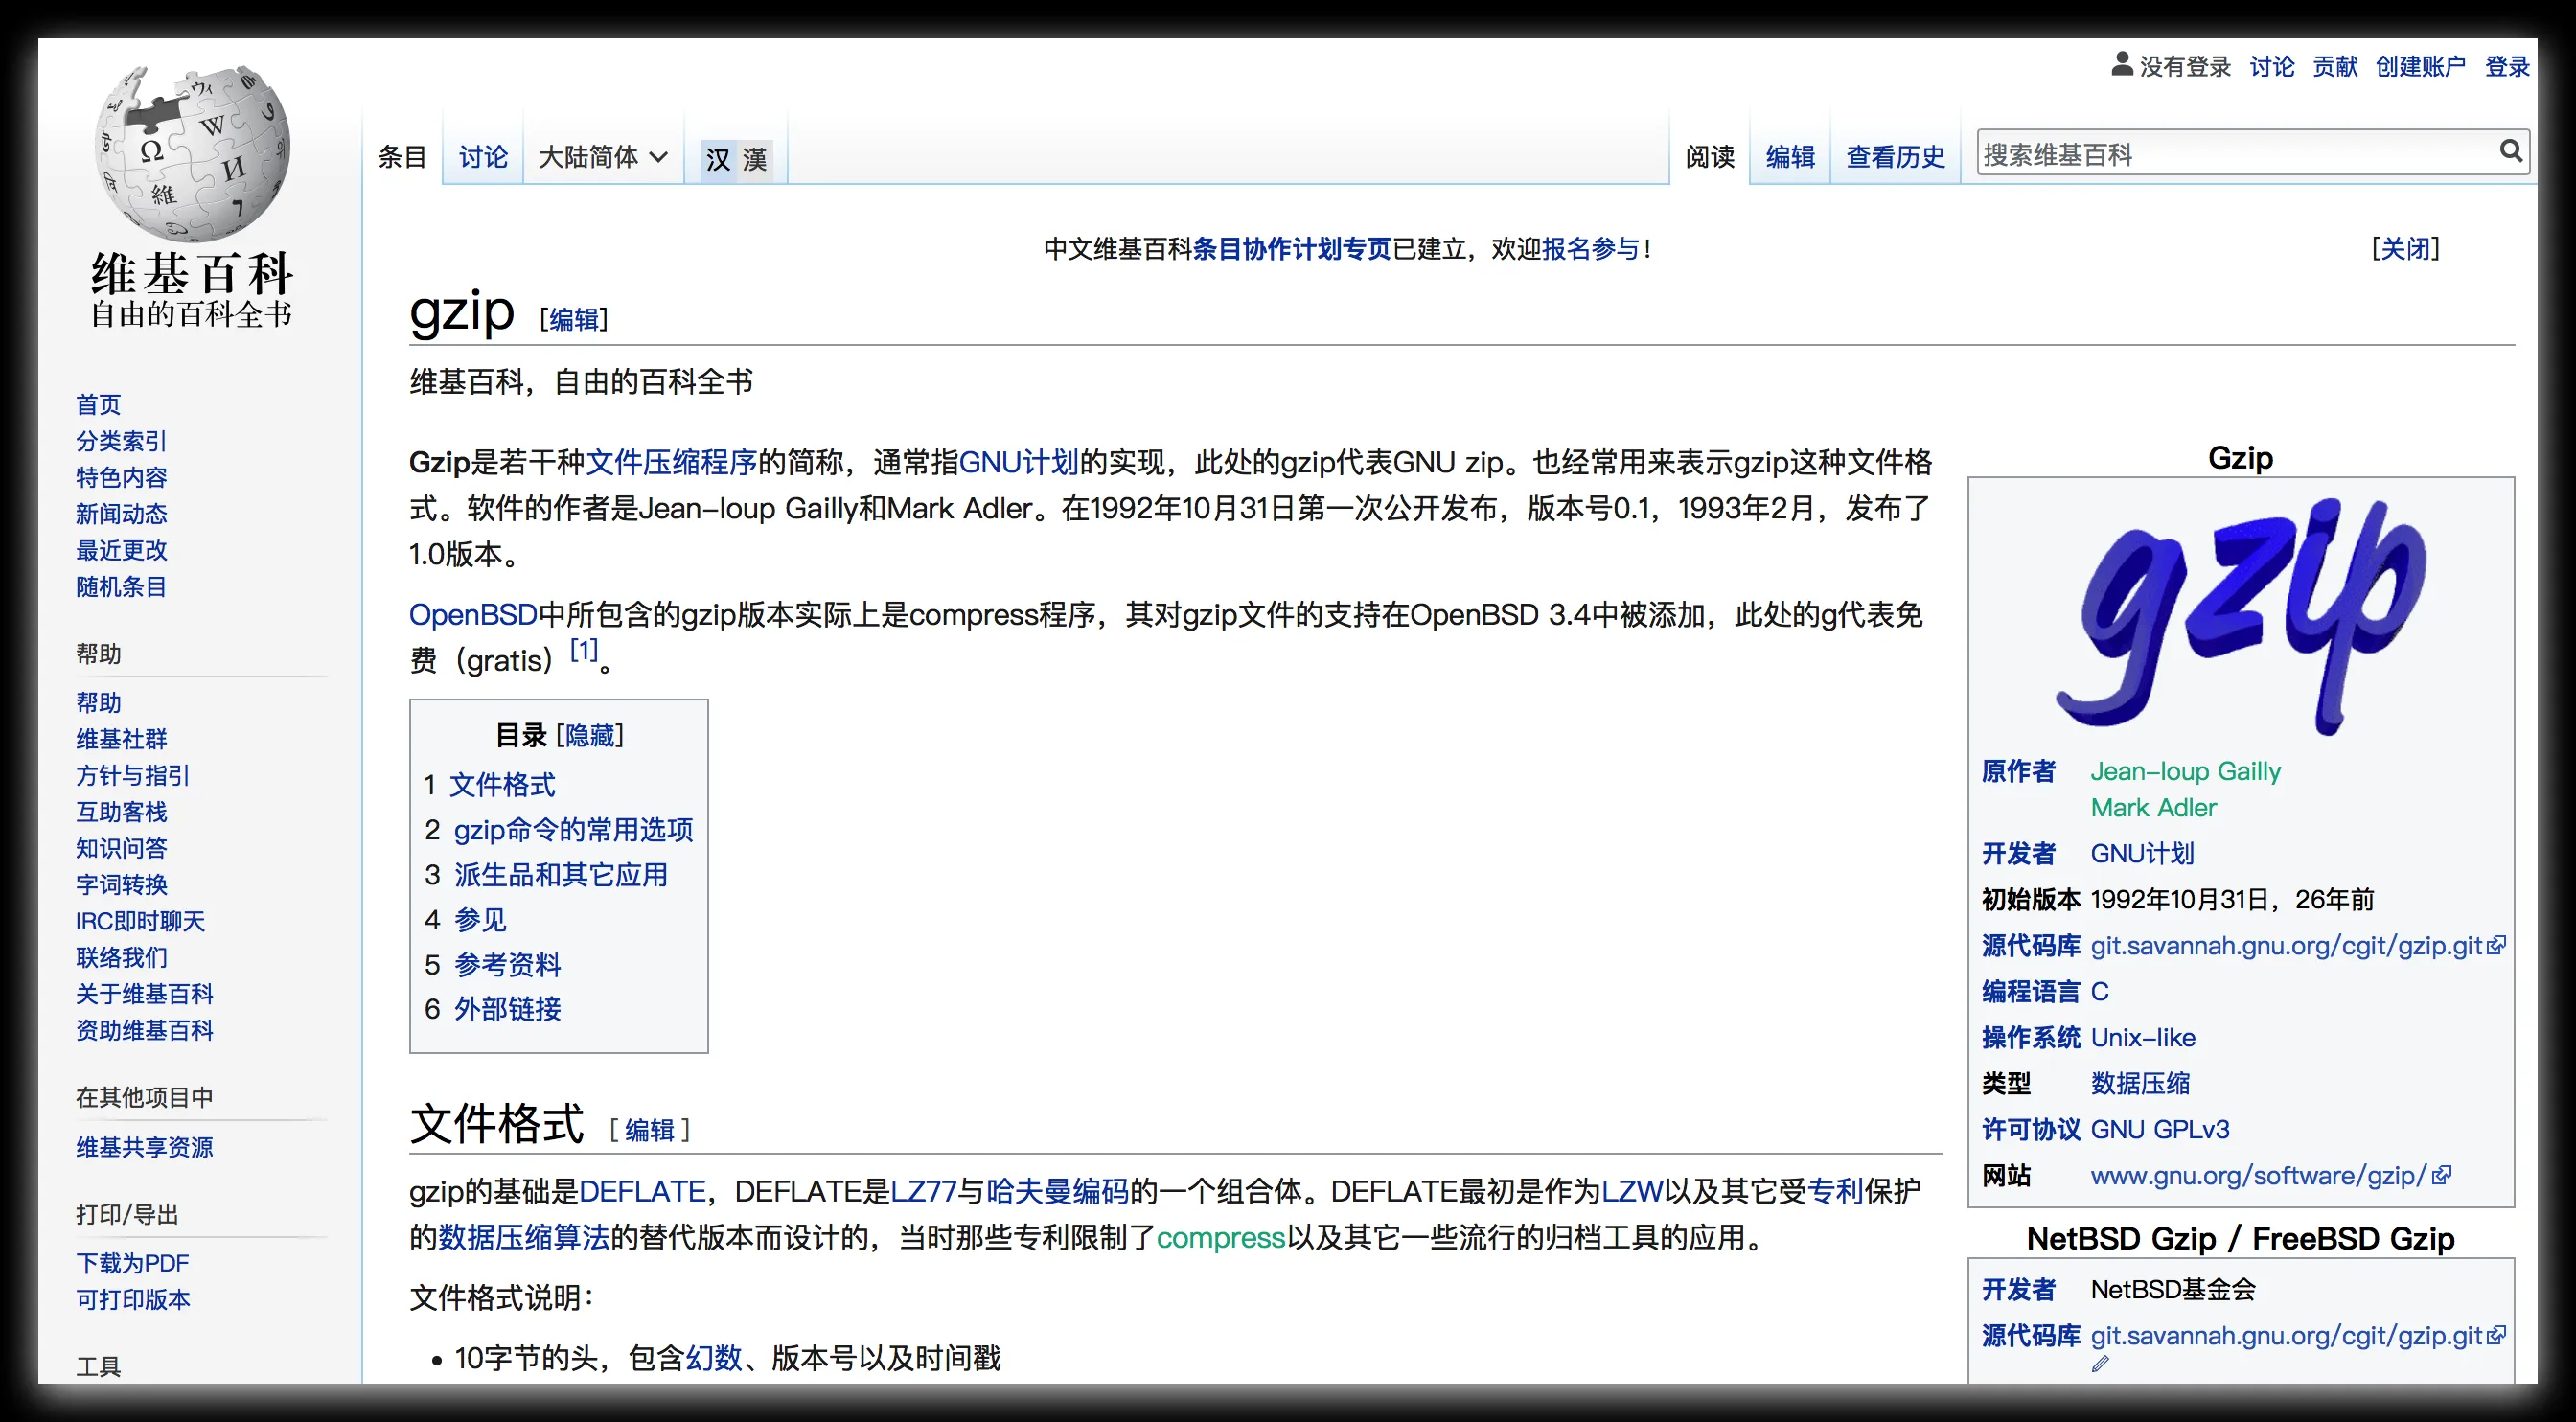 没有登录 讨论 贡献 创建账户 登录
条目 讨论 大陆简体 汉 漢 阅读 编辑 查看历史 搜索维基百科
维基百科
自由的百科全书
首页
分类索引
特色内容
新闻动态
最近更改
随机条目
帮助
帮助
维基社群
方针与指引
互助客栈
知识问答
字词转换
IRC即时聊天
联络我们
关于维基百科
资助维基百科
在其他项目中
维基共享资源
打印/导出
下载为PDF
可打印版本
工具
中文维基百科条目协作计划专页已建立，欢迎报名参与！ [关闭]
gzip [编辑]
维基百科，自由的百科全书
Gzip是若干种文件压缩程序的简称，通常指GNU计划的实现，此处的gzip代表GNU zip。也经常用来表示gzip这种文件格
式。软件的作者是Jean-loup Gailly和Mark Adler。在1992年10月31日第一次公开发布，版本号0.1，1993年2月，发布了
1.0版本。
OpenBSD中所包含的gzip版本实际上是compress程序，其对gzip文件的支持在OpenBSD 3.4中被添加，此处的g代表免
费（gratis）[1]。
目录 [隐藏]
1 文件格式
2 gzip命令的常用选项
3 派生品和其它应用
4 参见
5 参考资料
6 外部链接
文件格式 [ 编辑 ]
gzip的基础是DEFLATE，DEFLATE是LZ77与哈夫曼编码的一个组合体。DEFLATE最初是作为LZW以及其它受专利保护
的数据压缩算法的替代版本而设计的，当时那些专利限制了compress以及其它一些流行的归档工具的应用。
文件格式说明：
• 10字节的头，包含幻数、版本号以及时间戳
Gzip
gzip
原作者 Jean-loup Gailly
Mark Adler
开发者 GNU计划
初始版本 1992年10月31日，26年前
源代码库 git.savannah.gnu.org/cgit/gzip.git
编程语言 C
操作系统 Unix-like
类型 数据压缩
许可协议 GNU GPLv3
网站 www.gnu.org/software/gzip/
NetBSD Gzip / FreeBSD Gzip
开发者 NetBSD基金会
源代码库 git.savannah.gnu.org/cgit/gzip.git